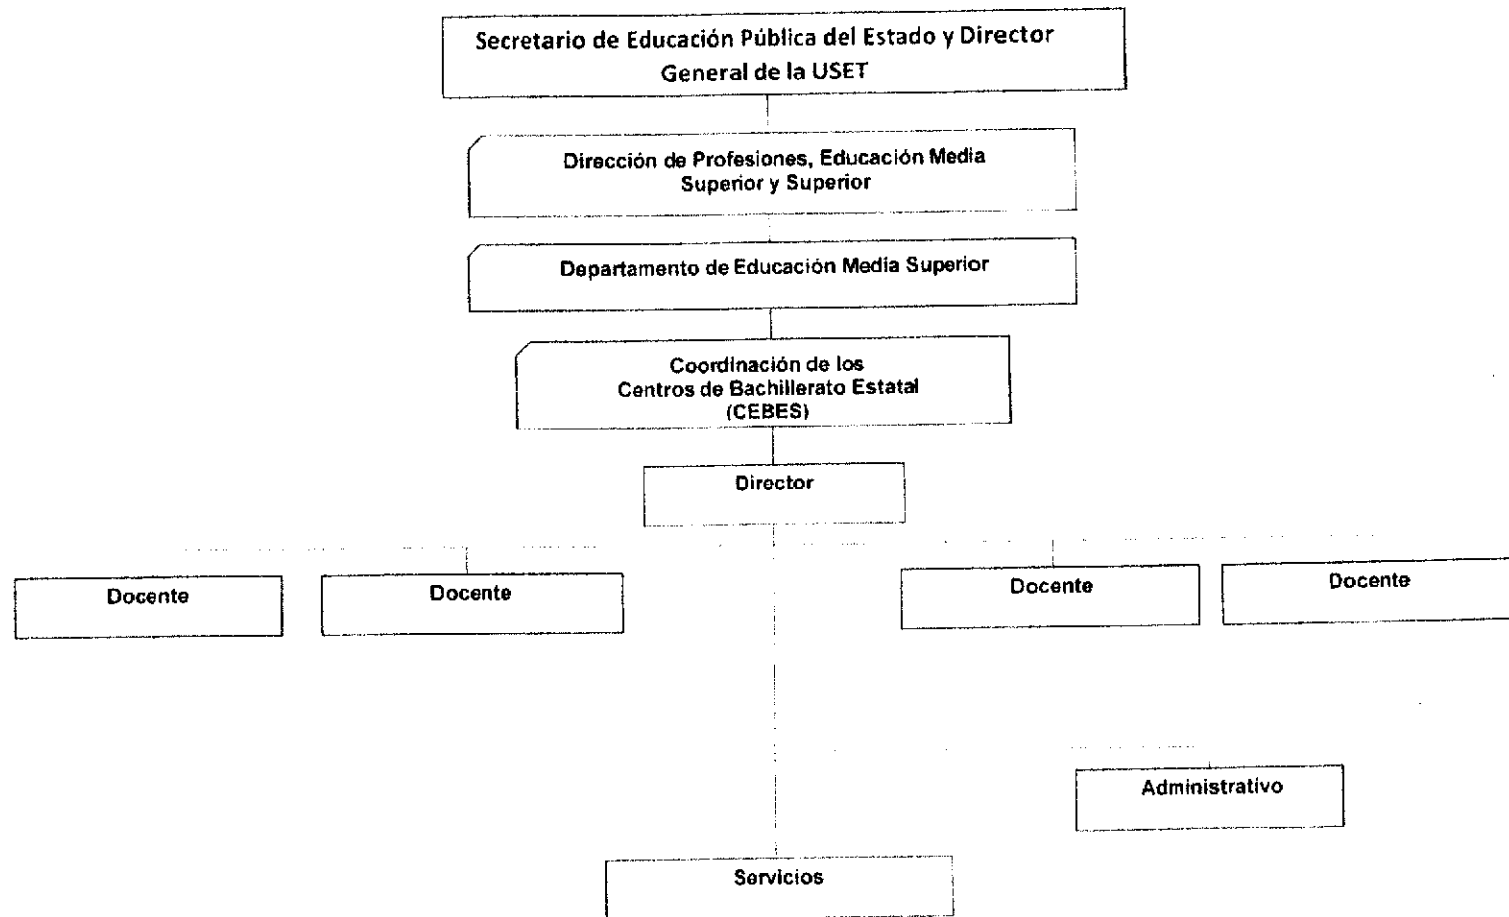 Secretario de Educación Pública del Estado y Director
General de la USET
Dirección de Profesiones, Educación Media
Superior y Superior
Departamento de Educación Media Superior
Coordinación de los
Centros de Bachillerato Estatal
(CEBES)
Director
Docente
Docente
Docente
Docente
Administrativo
Servicios